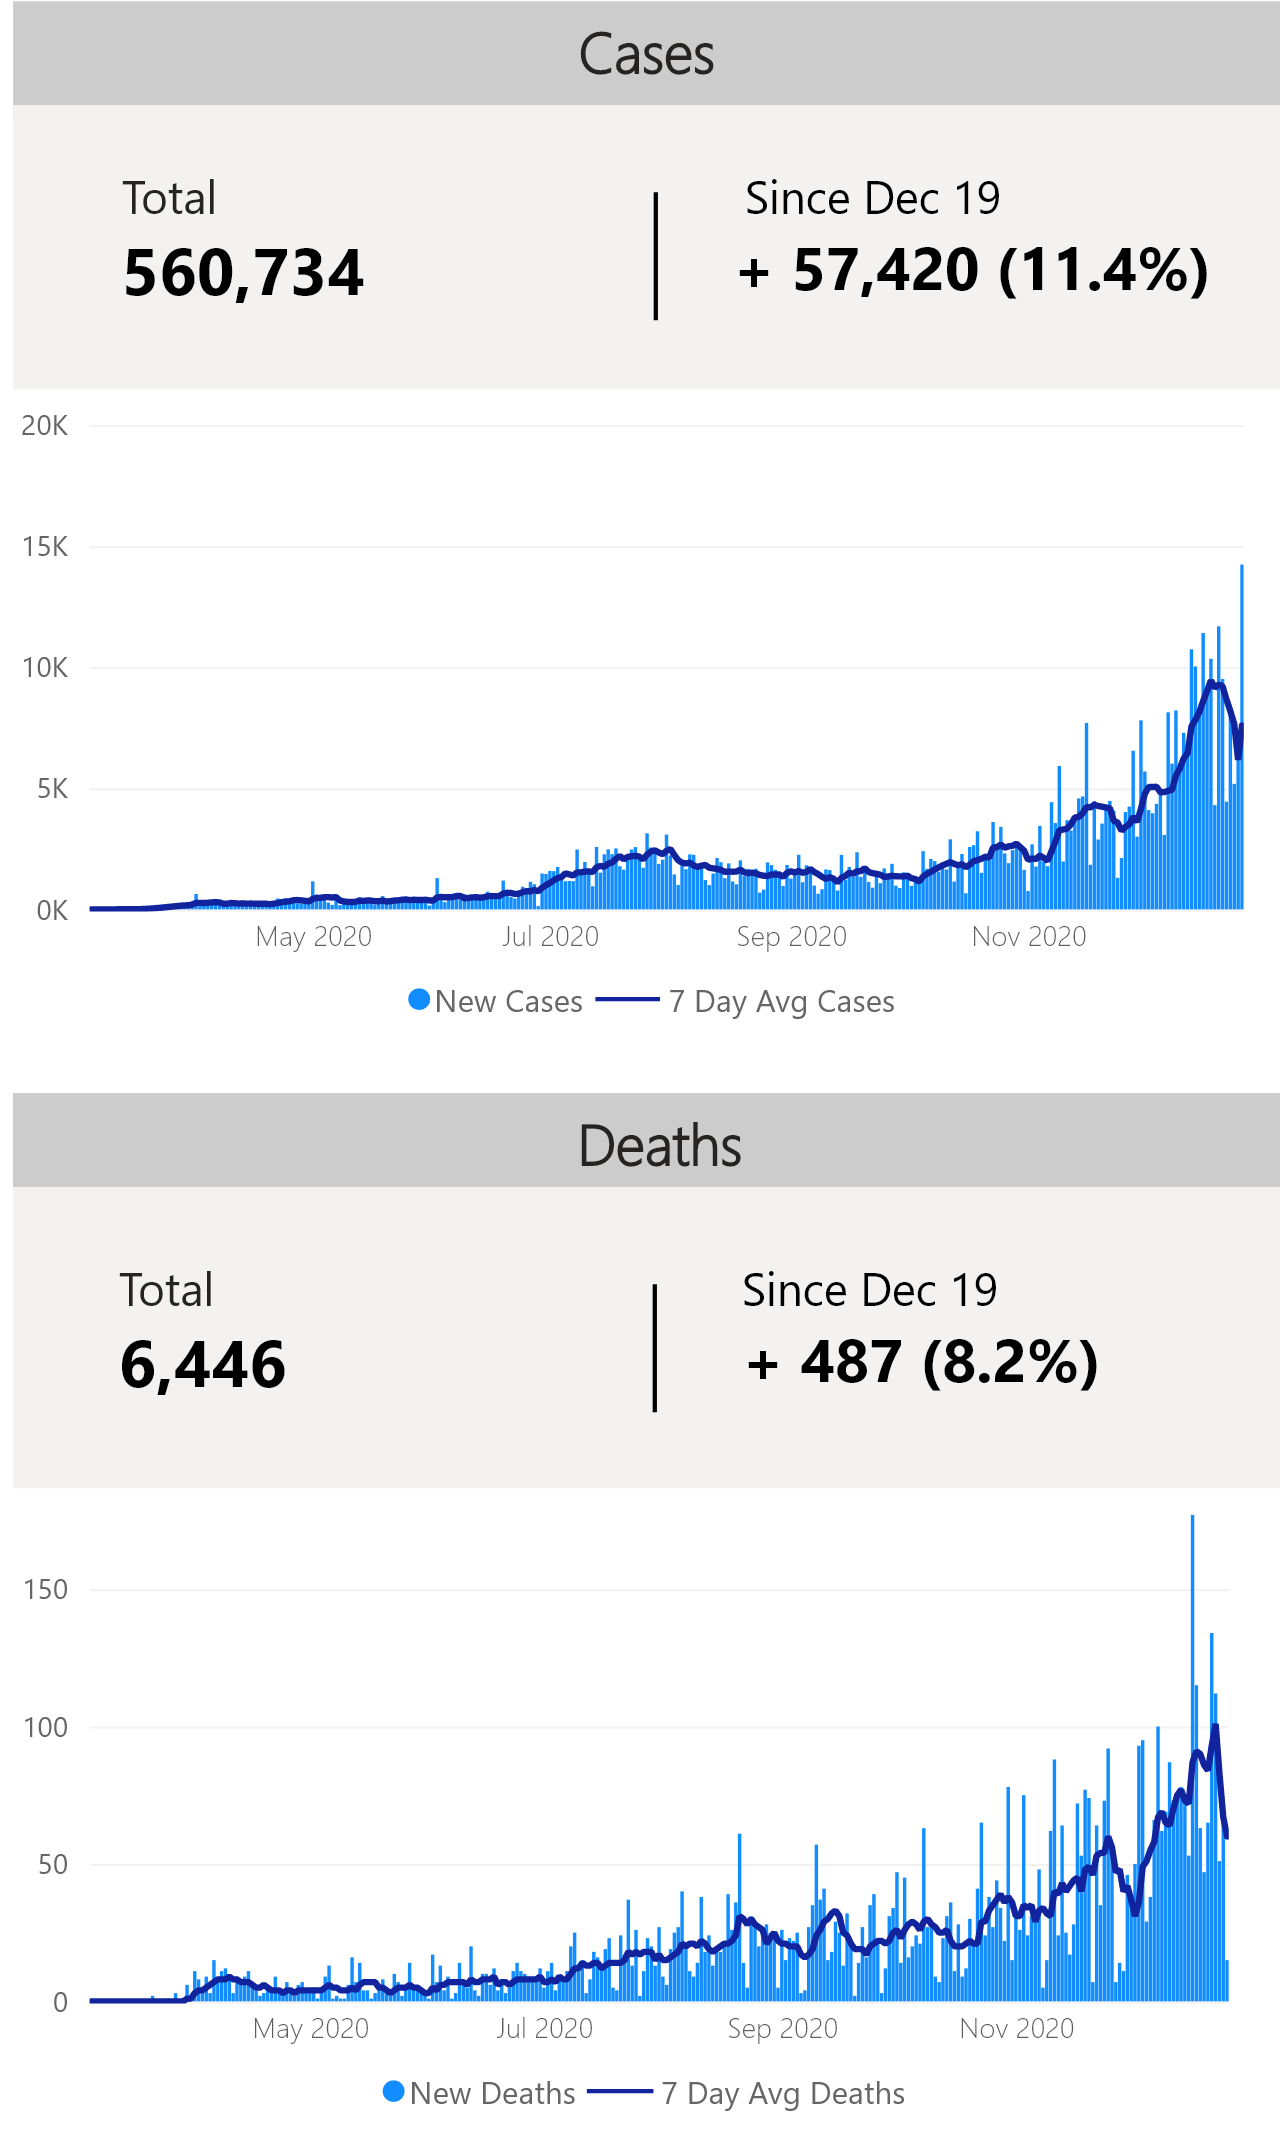 Cases
Total
Since Dec 19
560,734
+ 57,420 (11.4%)
20K
15K
10K
5K
0K
May 2020
Jul 2020
Sep 2020
Nov 2020
New Cases
7 Day Avg Cases
Deaths
Total
Since Dec 19
6,446
+ 487 (8.2%)
150
100
50
0
May 2020
Jul 2020
Sep 2020
Nov 2020
New Deaths
7 Day Avg Deaths